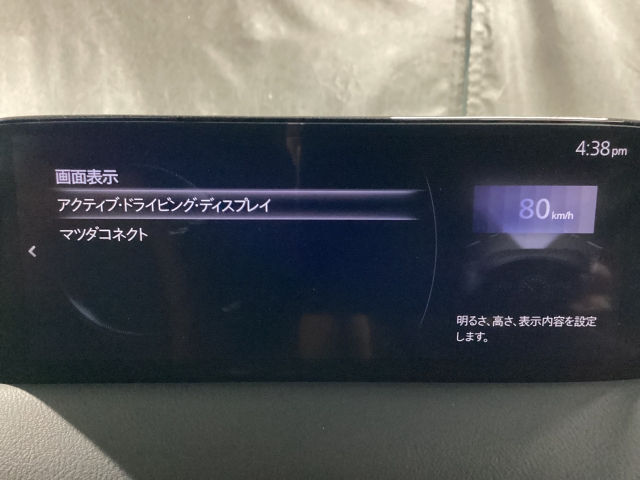 4:38pm
画面表示
アクティブ・ドライビング・ディスプレイ
マツダコネクト
80km/h
明るさ、高さ、表示内容を設定
します。